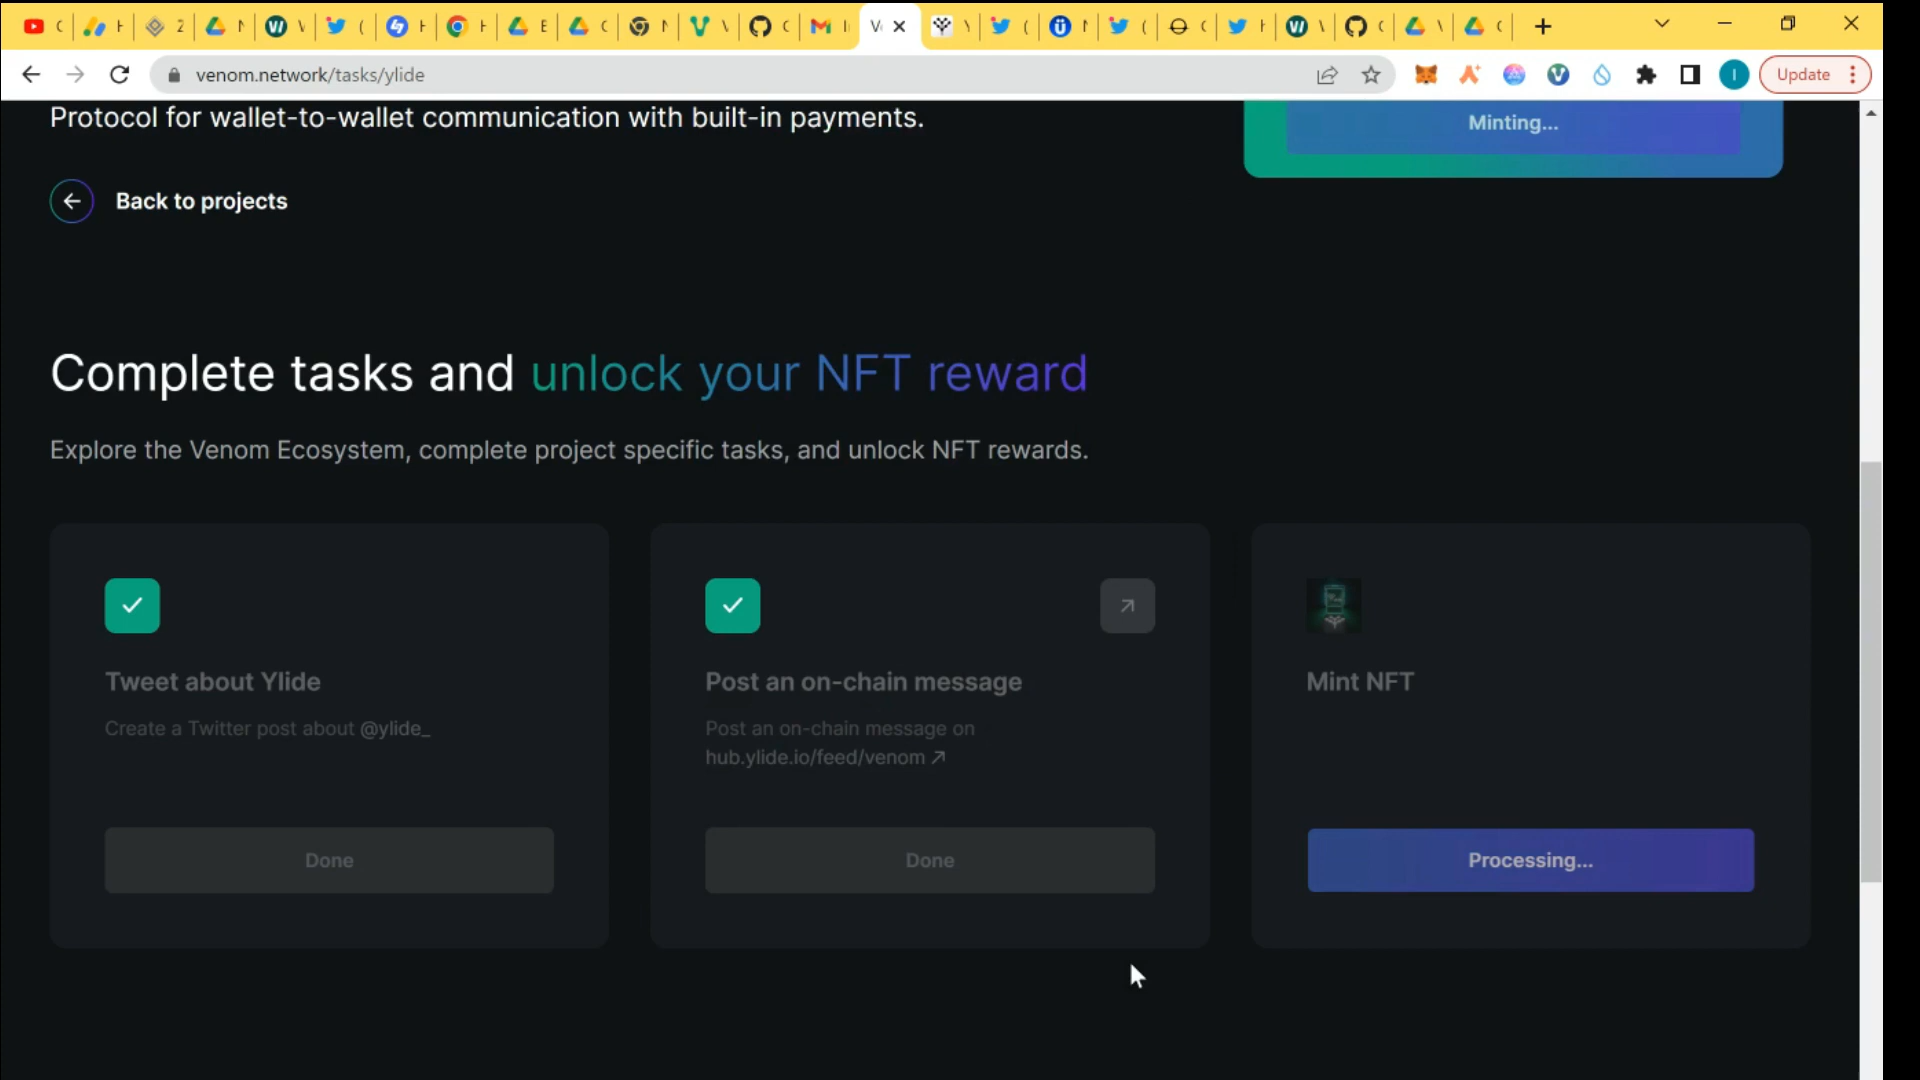 venom.network/tasks/ylide
Update
Protocol for wallet-to-wallet communication with built-in payments.
Minting...
Back to projects
Complete tasks and unlock your NFT reward
Explore the Venom Ecosystem, complete project specific tasks, and unlock NFT rewards.
Tweet about Ylide
Create a Twitter post about @ylide_
Done
Post an on-chain message
Post an on-chain message on
hub.ylide.io/feed/venom ↗
Done
Mint NFT
Processing...